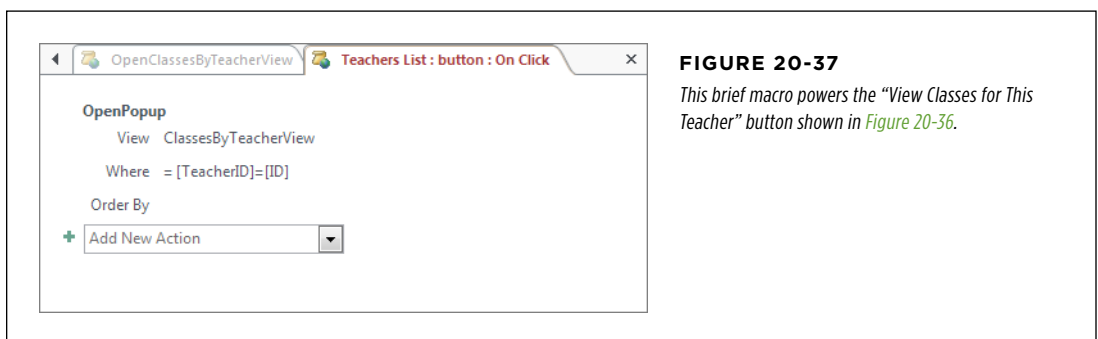 OpenClassesByTeacherView Teachers List : button : On Click
OpenPopup
View ClassesByTeacherView
Where = [TeacherID]=[ID]
Order By
Add New Action
FIGURE 20-37
This brief macro powers the “View Classes for This
Teacher” button shown in Figure 20-36.